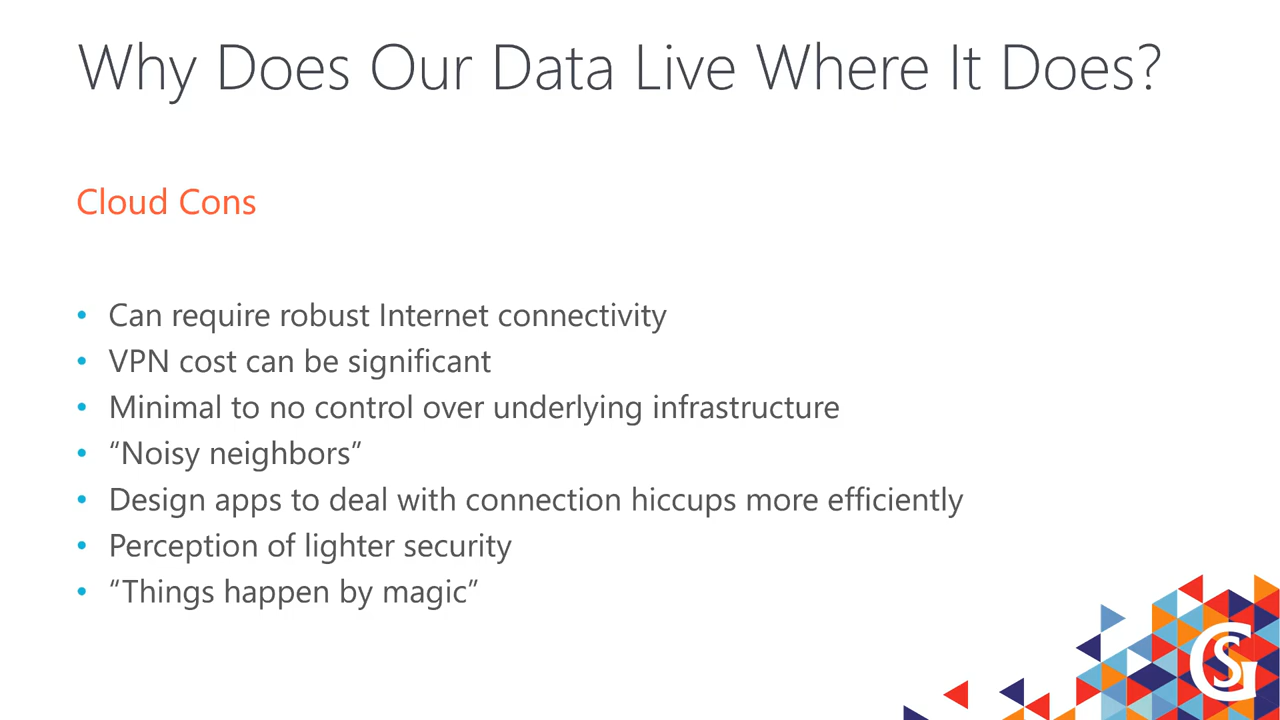 Why Does Our Data Live Where It Does?
Cloud Cons
• Can require robust Internet connectivity
• VPN cost can be significant
• Minimal to no control over underlying infrastructure
• “Noisy neighbors”
• Design apps to deal with connection hiccups more efficiently
• Perception of lighter security
• “Things happen by magic”
GS